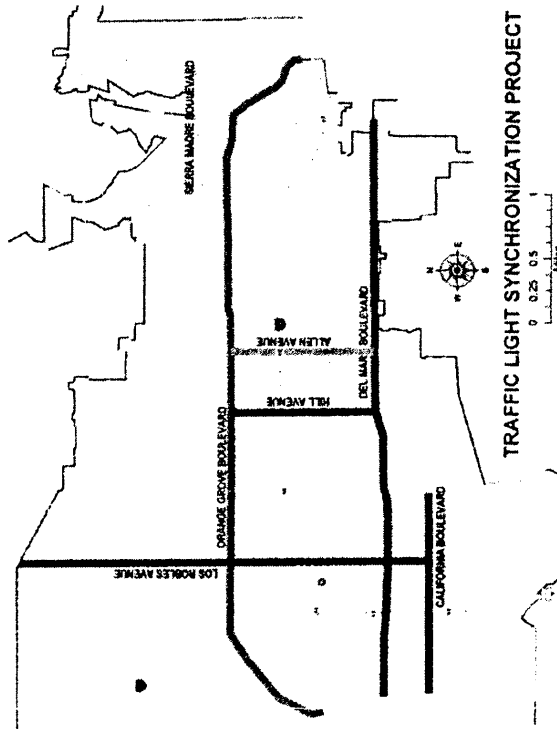 SIERRA MADRE BOULEVARD
ORANGE GROVE BOULEVARD
ALLEN AVENUE
HILL AVENUE
LOS ROBLES AVENUE
DEL MAR BOULEVARD
CALIFORNIA BOULEVARD
N
W E
S
TRAFFIC LIGHT SYNCHRONIZATION PROJECT
0 0.25 0.5 1
Miles